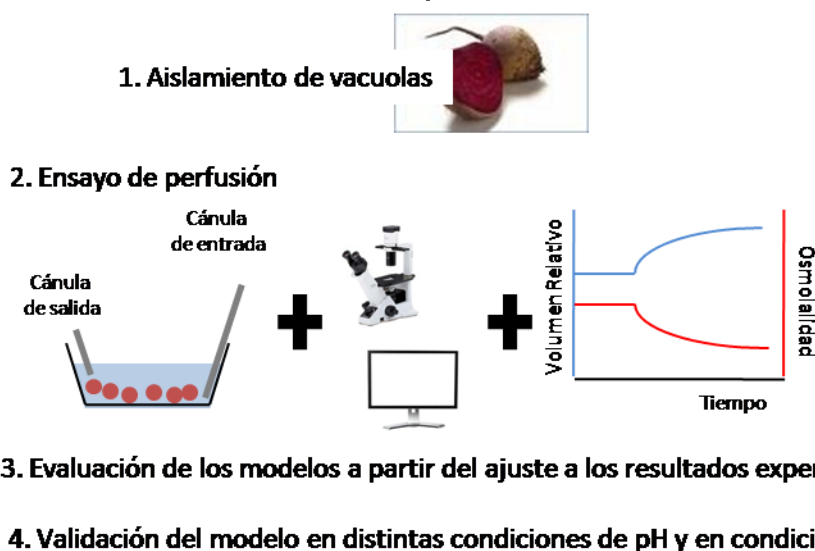 1. Aislamiento de vacuolas
2. Ensayo de perfusión
Cánula
de entrada
Cánula
de salida
Volumen Relativo
Osmolalidad
Tiempo
3. Evaluación de los modelos a partir del ajuste a los resultados exper
4. Validación del modelo en distintas condiciones de pH y en condici